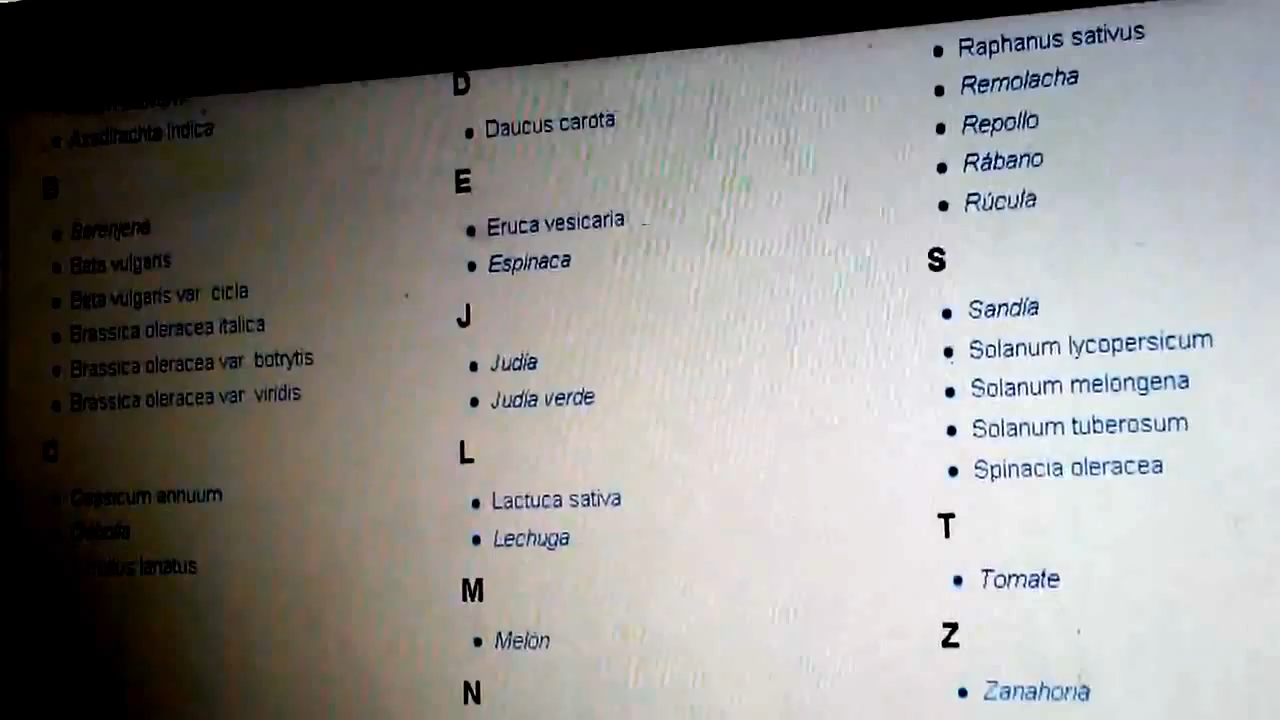 Azadirachta indica
B
Berenjena
Beta vulgaris
Beta vulgaris var cicla
Brassica oleracea italica
Brassica oleracea var botrytis
Brassica oleracea var viridis
C
Capsicum annuum
Cebolla
lanatus
D
Daucus carota
E
Eruca vesicaria
Espinaca
J
Judía
Judía verde
L
Lactuca sativa
Lechuga
M
Melón
N
Raphanus sativus
Remolacha
Repollo
Rábano
Rúcula
S
Sandía
Solanum lycopersicum
Solanum melongena
Solanum tuberosum
Spinacia oleracea
T
Tomate
Z
Zanahoria